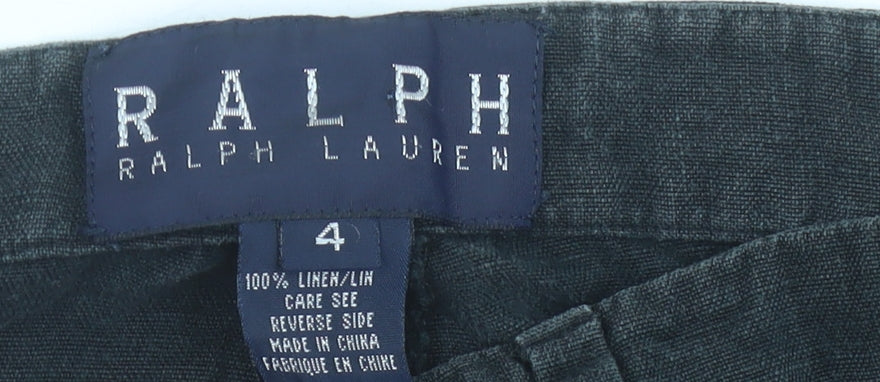 RALPH
RALPH LAUREN
4
100% LINEN/LIN
CARE SEE
REVERSE SIDE
MADE IN CHINA
FABRIQUE EN CHINE